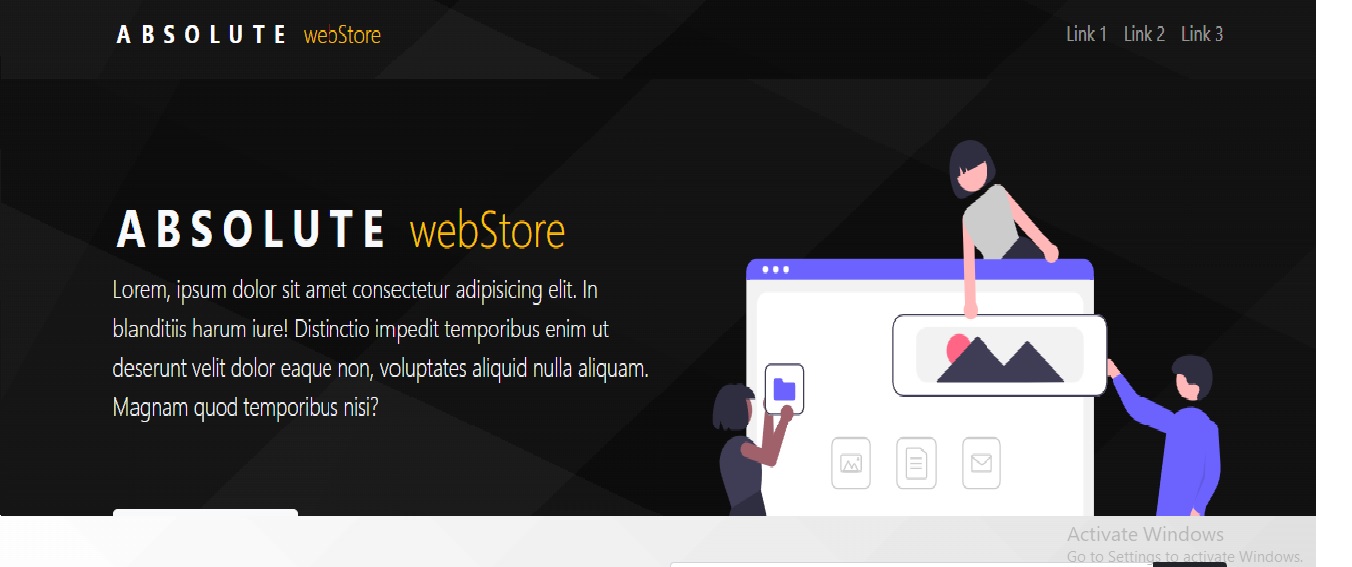 ABSOLUTE webStore
Link 1 Link 2 Link 3
ABSOLUTE webStore
Lorem, ipsum dolor sit amet consectetur adipisicing elit. In
blanditiis harum iure! Distinctio impedit temporibus enim ut
deserunt velit dolor eaque non, voluptates aliquid nulla aliquam.
Magnam quod temporibus nisi?
Activate Windows
Go to Settings to activate Windows.